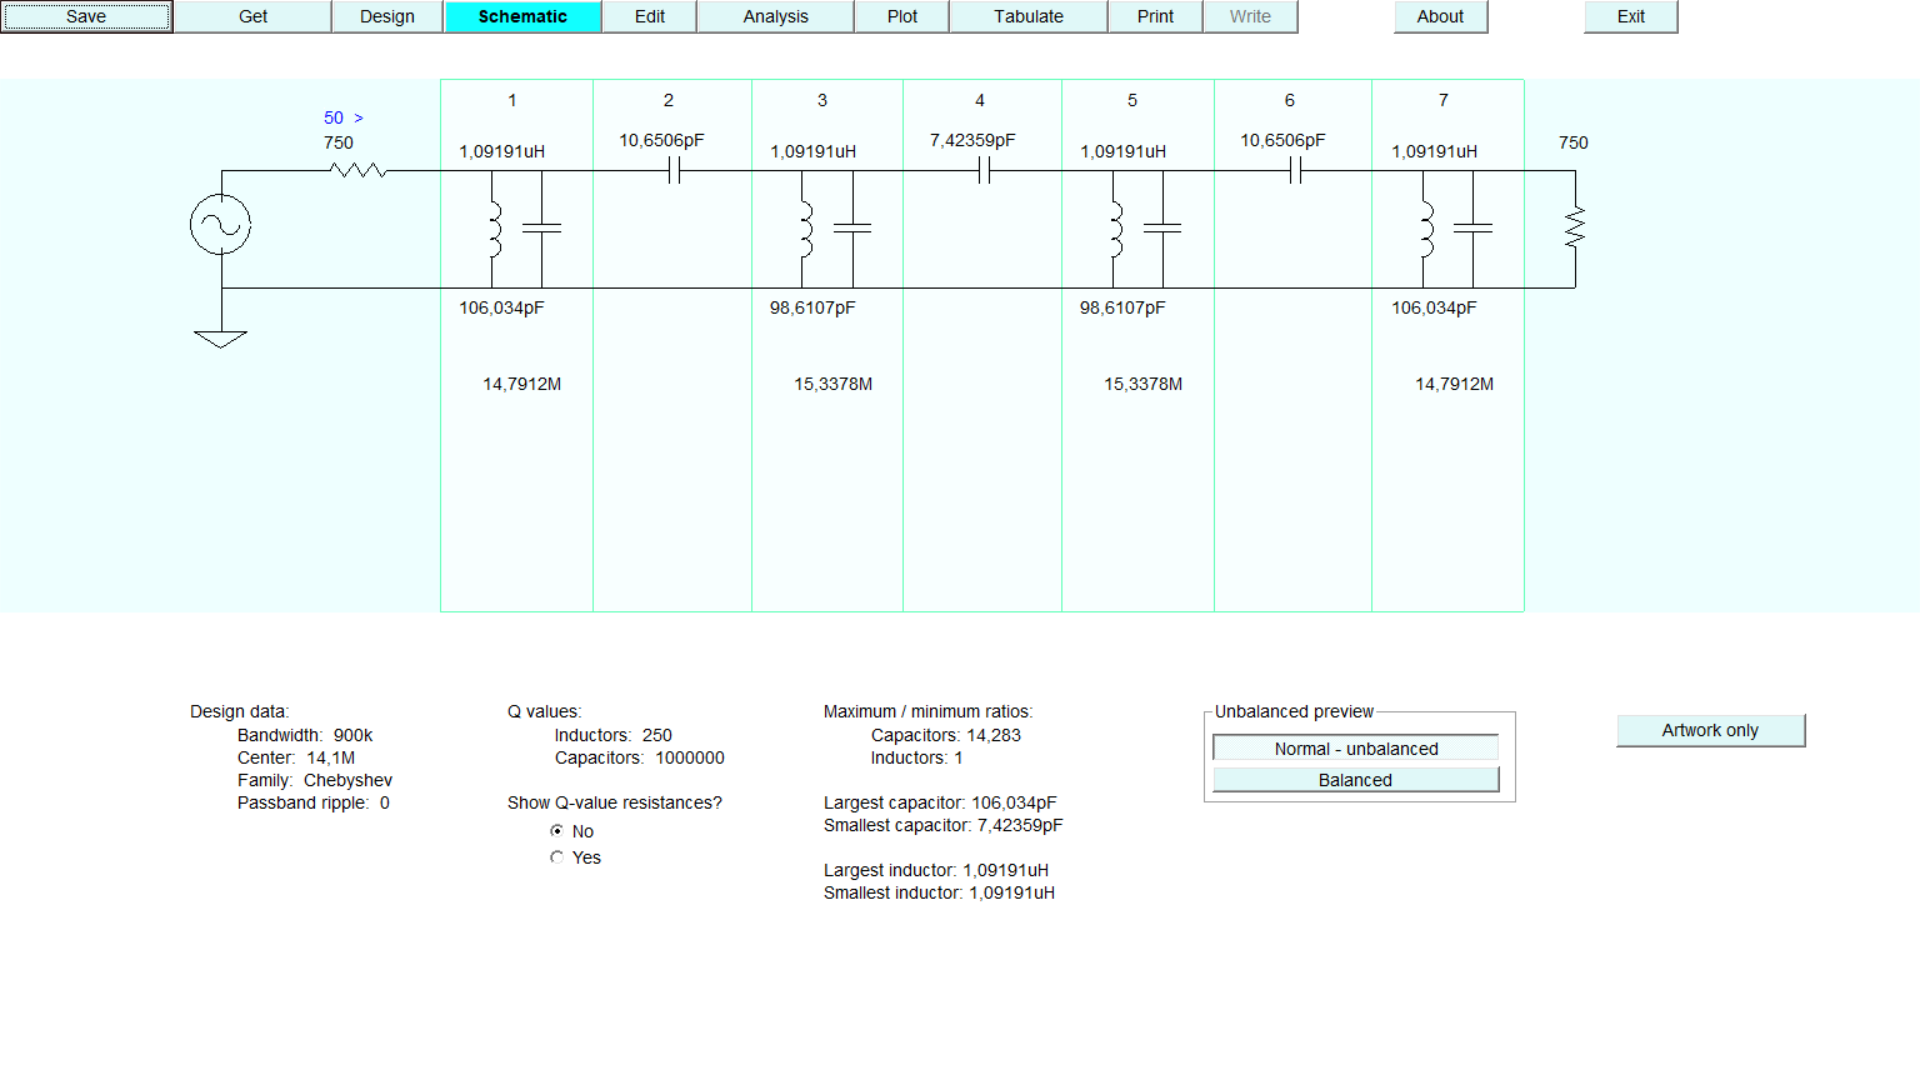 Save Get Design Schematic Edit Analysis Plot Tabulate Print Write About Exit
1 2 3 4 5 6 7
50 >
750 1,09191uH 10,6506pF 1,09191uH 7,42359pF 1,09191uH 10,6506pF 1,09191uH 750
106,034pF 98,6107pF 98,6107pF 106,034pF
14,7912M 15,3378M 15,3378M 14,7912M
Design data:
Bandwidth: 900k
Center: 14,1M
Family: Chebyshev
Passband ripple: 0
Q values:
Inductors: 250
Capacitors: 1000000
Show Q-value resistances?
No
Yes
Maximum / minimum ratios:
Capacitors: 14,283
Inductors: 1
Largest capacitor: 106,034pF
Smallest capacitor: 7,42359pF
Largest inductor: 1,09191uH
Smallest inductor: 1,09191uH
Unbalanced preview
Normal - unbalanced
Balanced
Artwork only